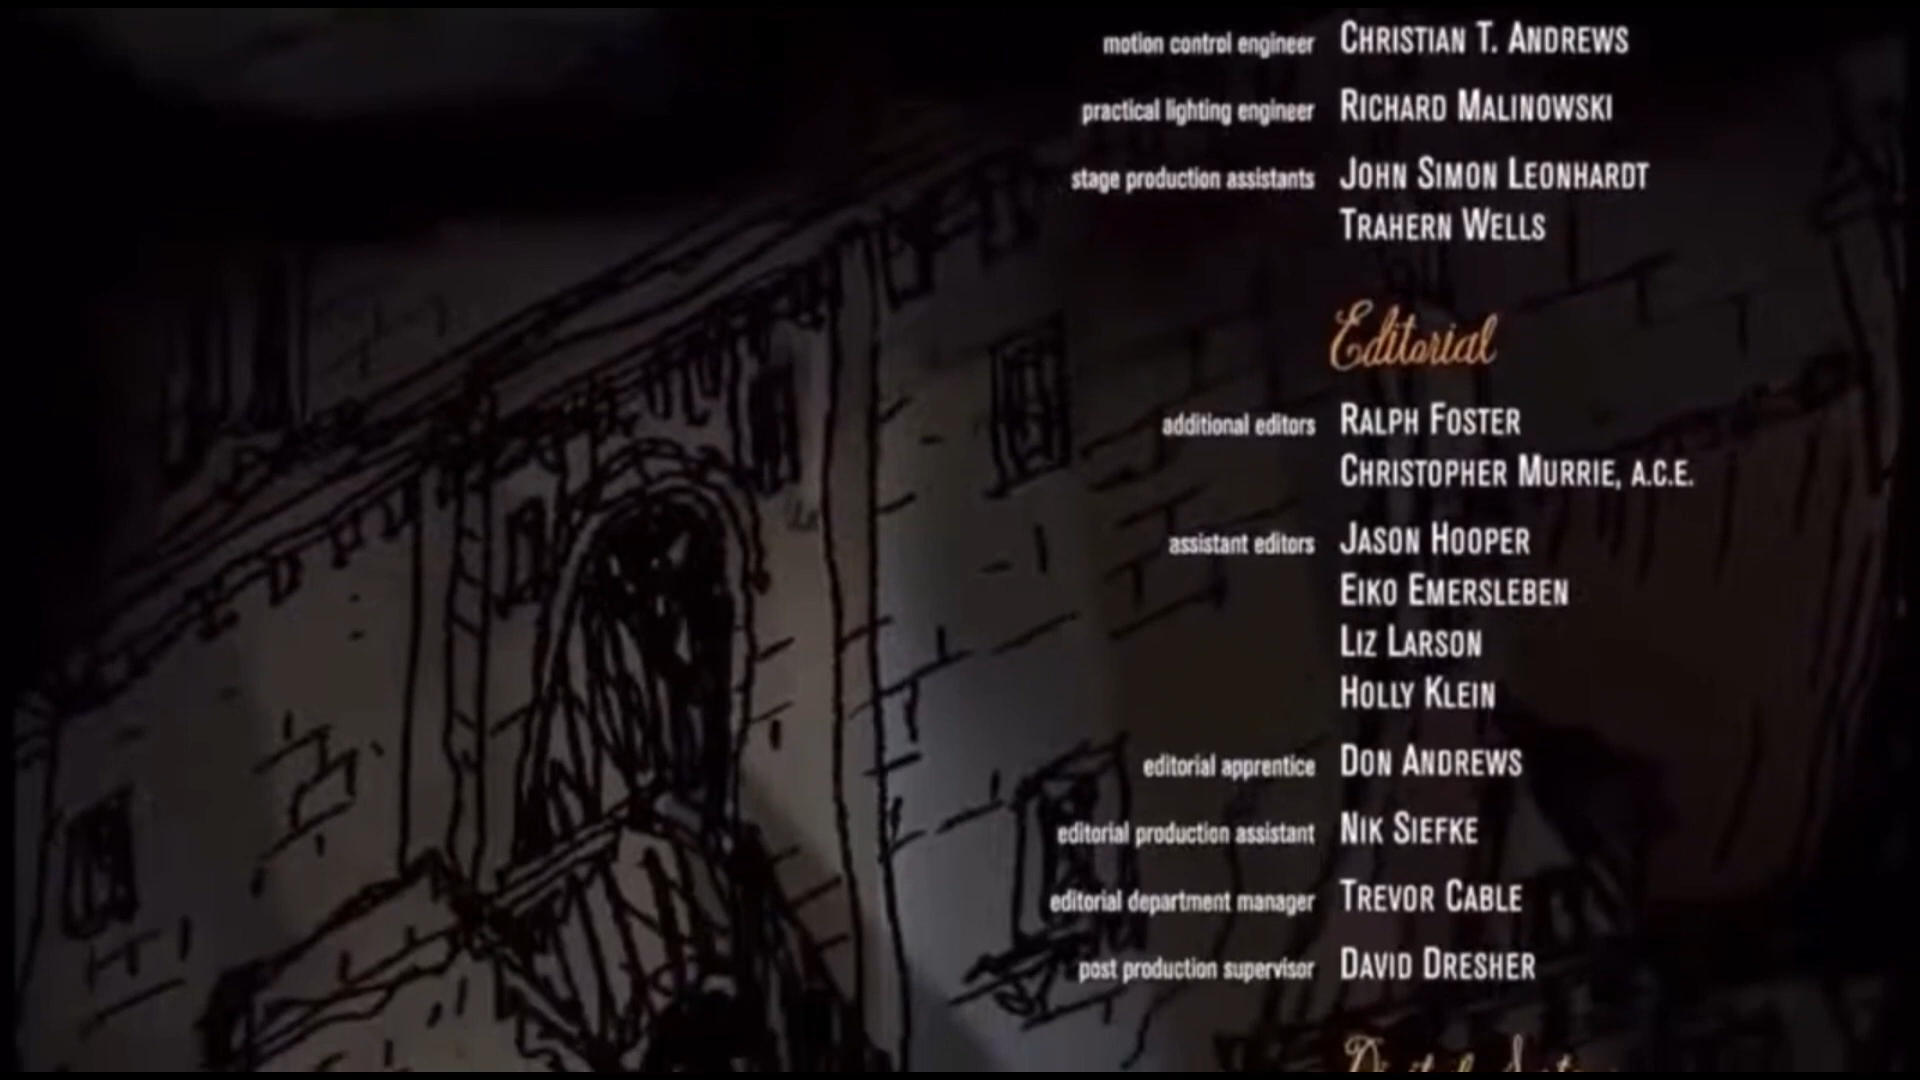 motion control engineer CHRISTIAN T. ANDREWS
practical lighting engineer RICHARD MALINOWSKI
stage production assistants JOHN SIMON LEONHARDT
TRAHERN WELLS
Editorial
additional editors RALPH FOSTER
CHRISTOPHER MURRIE, A.C.E.
assistant editors JASON HOOPER
EIKO EMERSLEBEN
LIZ LARSON
HOLLY KLEIN
editorial apprentice DON ANDREWS
editorial production assistant NIK SIEFKE
editorial department manager TREVOR CABLE
post production supervisor DAVID DRESHER